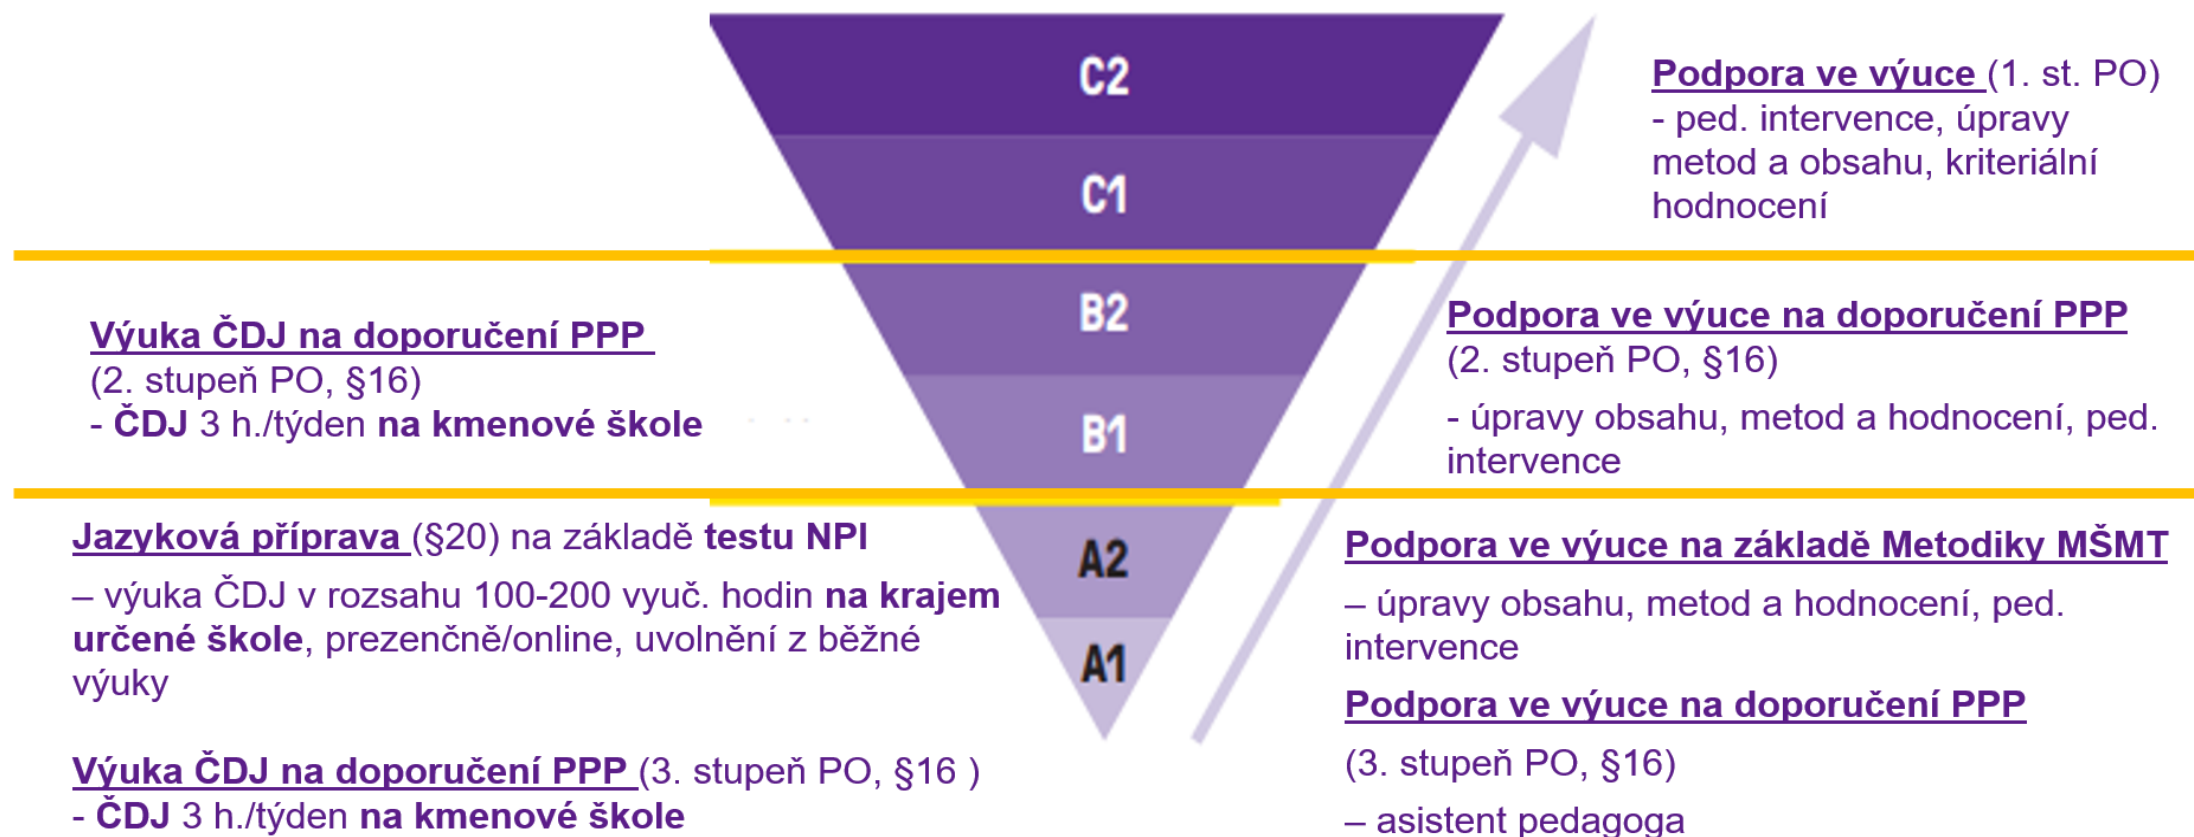 C2
C1
B2
B1
A2
A1
Podpora ve výuce (1. st. PO)
- ped. intervence, úpravy
metod a obsahu, kriteriální
hodnocení
Výuka ČDJ na doporučení PPP
(2. stupeň PO, §16)
- ČDJ 3 h./týden na kmenové škole
Podpora ve výuce na doporučení PPP
(2. stupeň PO, §16)
- úpravy obsahu, metod a hodnocení, ped.
intervence
Jazyková příprava (§20) na základě testu NPI
– výuka ČDJ v rozsahu 100-200 vyuč. hodin na krajem
určené škole, prezenčně/online, uvolnění z běžné
výuky
Výuka ČDJ na doporučení PPP (3. stupeň PO, §16 )
- ČDJ 3 h./týden na kmenové škole
Podpora ve výuce na základě Metodiky MŠMT
– úpravy obsahu, metod a hodnocení, ped.
intervence
Podpora ve výuce na doporučení PPP
(3. stupeň PO, §16)
– asistent pedagoga